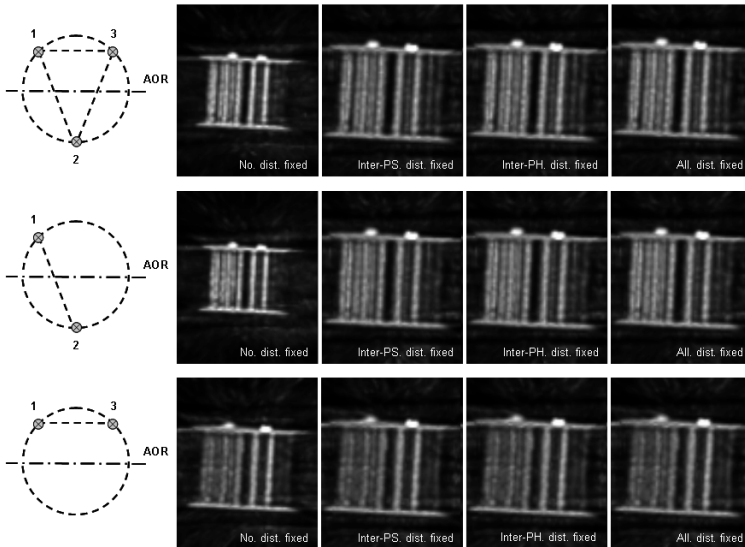 1 3
AOR
2
No. dist. fixed
Inter-PS. dist. fixed
Inter-PH. dist. fixed
All. dist. fixed
1
AOR
2
No. dist. fixed
Inter-PS. dist. fixed
Inter-PH. dist. fixed
All. dist. fixed
1 3
AOR
No. dist. fixed
Inter-PS. dist. fixed
Inter-PH. dist. fixed
All. dist. fixed